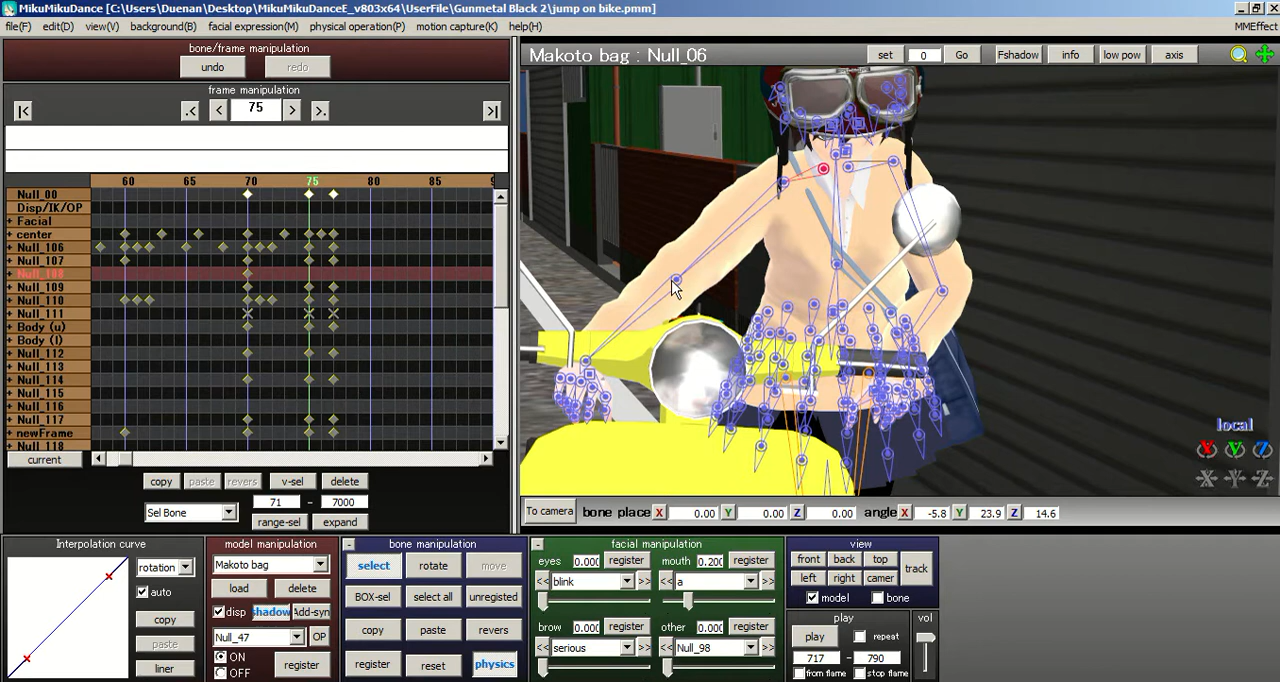 MikuMikuDance [C:\Users\Duenan\Desktop\MikuMikuDanceE_v803x64\UserFile\Gunmetal Black 2\jump on bike.pmm]
file(F) edit(D) view(V) background(B) facial expression(M) physical operation(P) motion capture(K) help(H) MMEffect
bone/frame manipulation
undo redo
frame manipulation
|< .< < 75 > >. >|
60 65 70 75 80 85 9
Null_00
Disp/IK/OP
+ Facial
+ center
+ Null_106
+ Null_107
+ Null_108
+ Null_109
+ Null_110
+ Null_111
+ Body (u)
+ Body (l)
+ Null_112
+ Null_113
+ Null_114
+ Null_115
+ Null_116
+ Null_117
+ newFrame
+ Null_118
current
copy paste revers v-sel delete
Sel Bone 71 - 7000
range-sel expand
Makoto bag : Null_06
set 0 Go Fshadow info low pow axis
local
X Y Z
X Y Z
To camera bone place X 0.00 Y 0.00 Z 0.00 angle X -5.8 Y 23.9 Z 14.6
Interpolation curve
rotation
auto
copy
paste
liner
model manipulation
Makoto bag
load delete
disp shadow Add-syn
Null_47 OP
ON
OFF
register
- bone manipulation
select rotate move
BOX-sel select all unregisted
copy paste revers
register reset physics
- facial manipulation
eyes 0.000 register mouth 0.200 register
<< blink >> << a >>
brow 0.000 register other 0.000 register
<< serious >> << Null_98 >>
view
front back top
left right camer
track
model bone
play
play repeat
717 - 790
from flame stop flame
vol